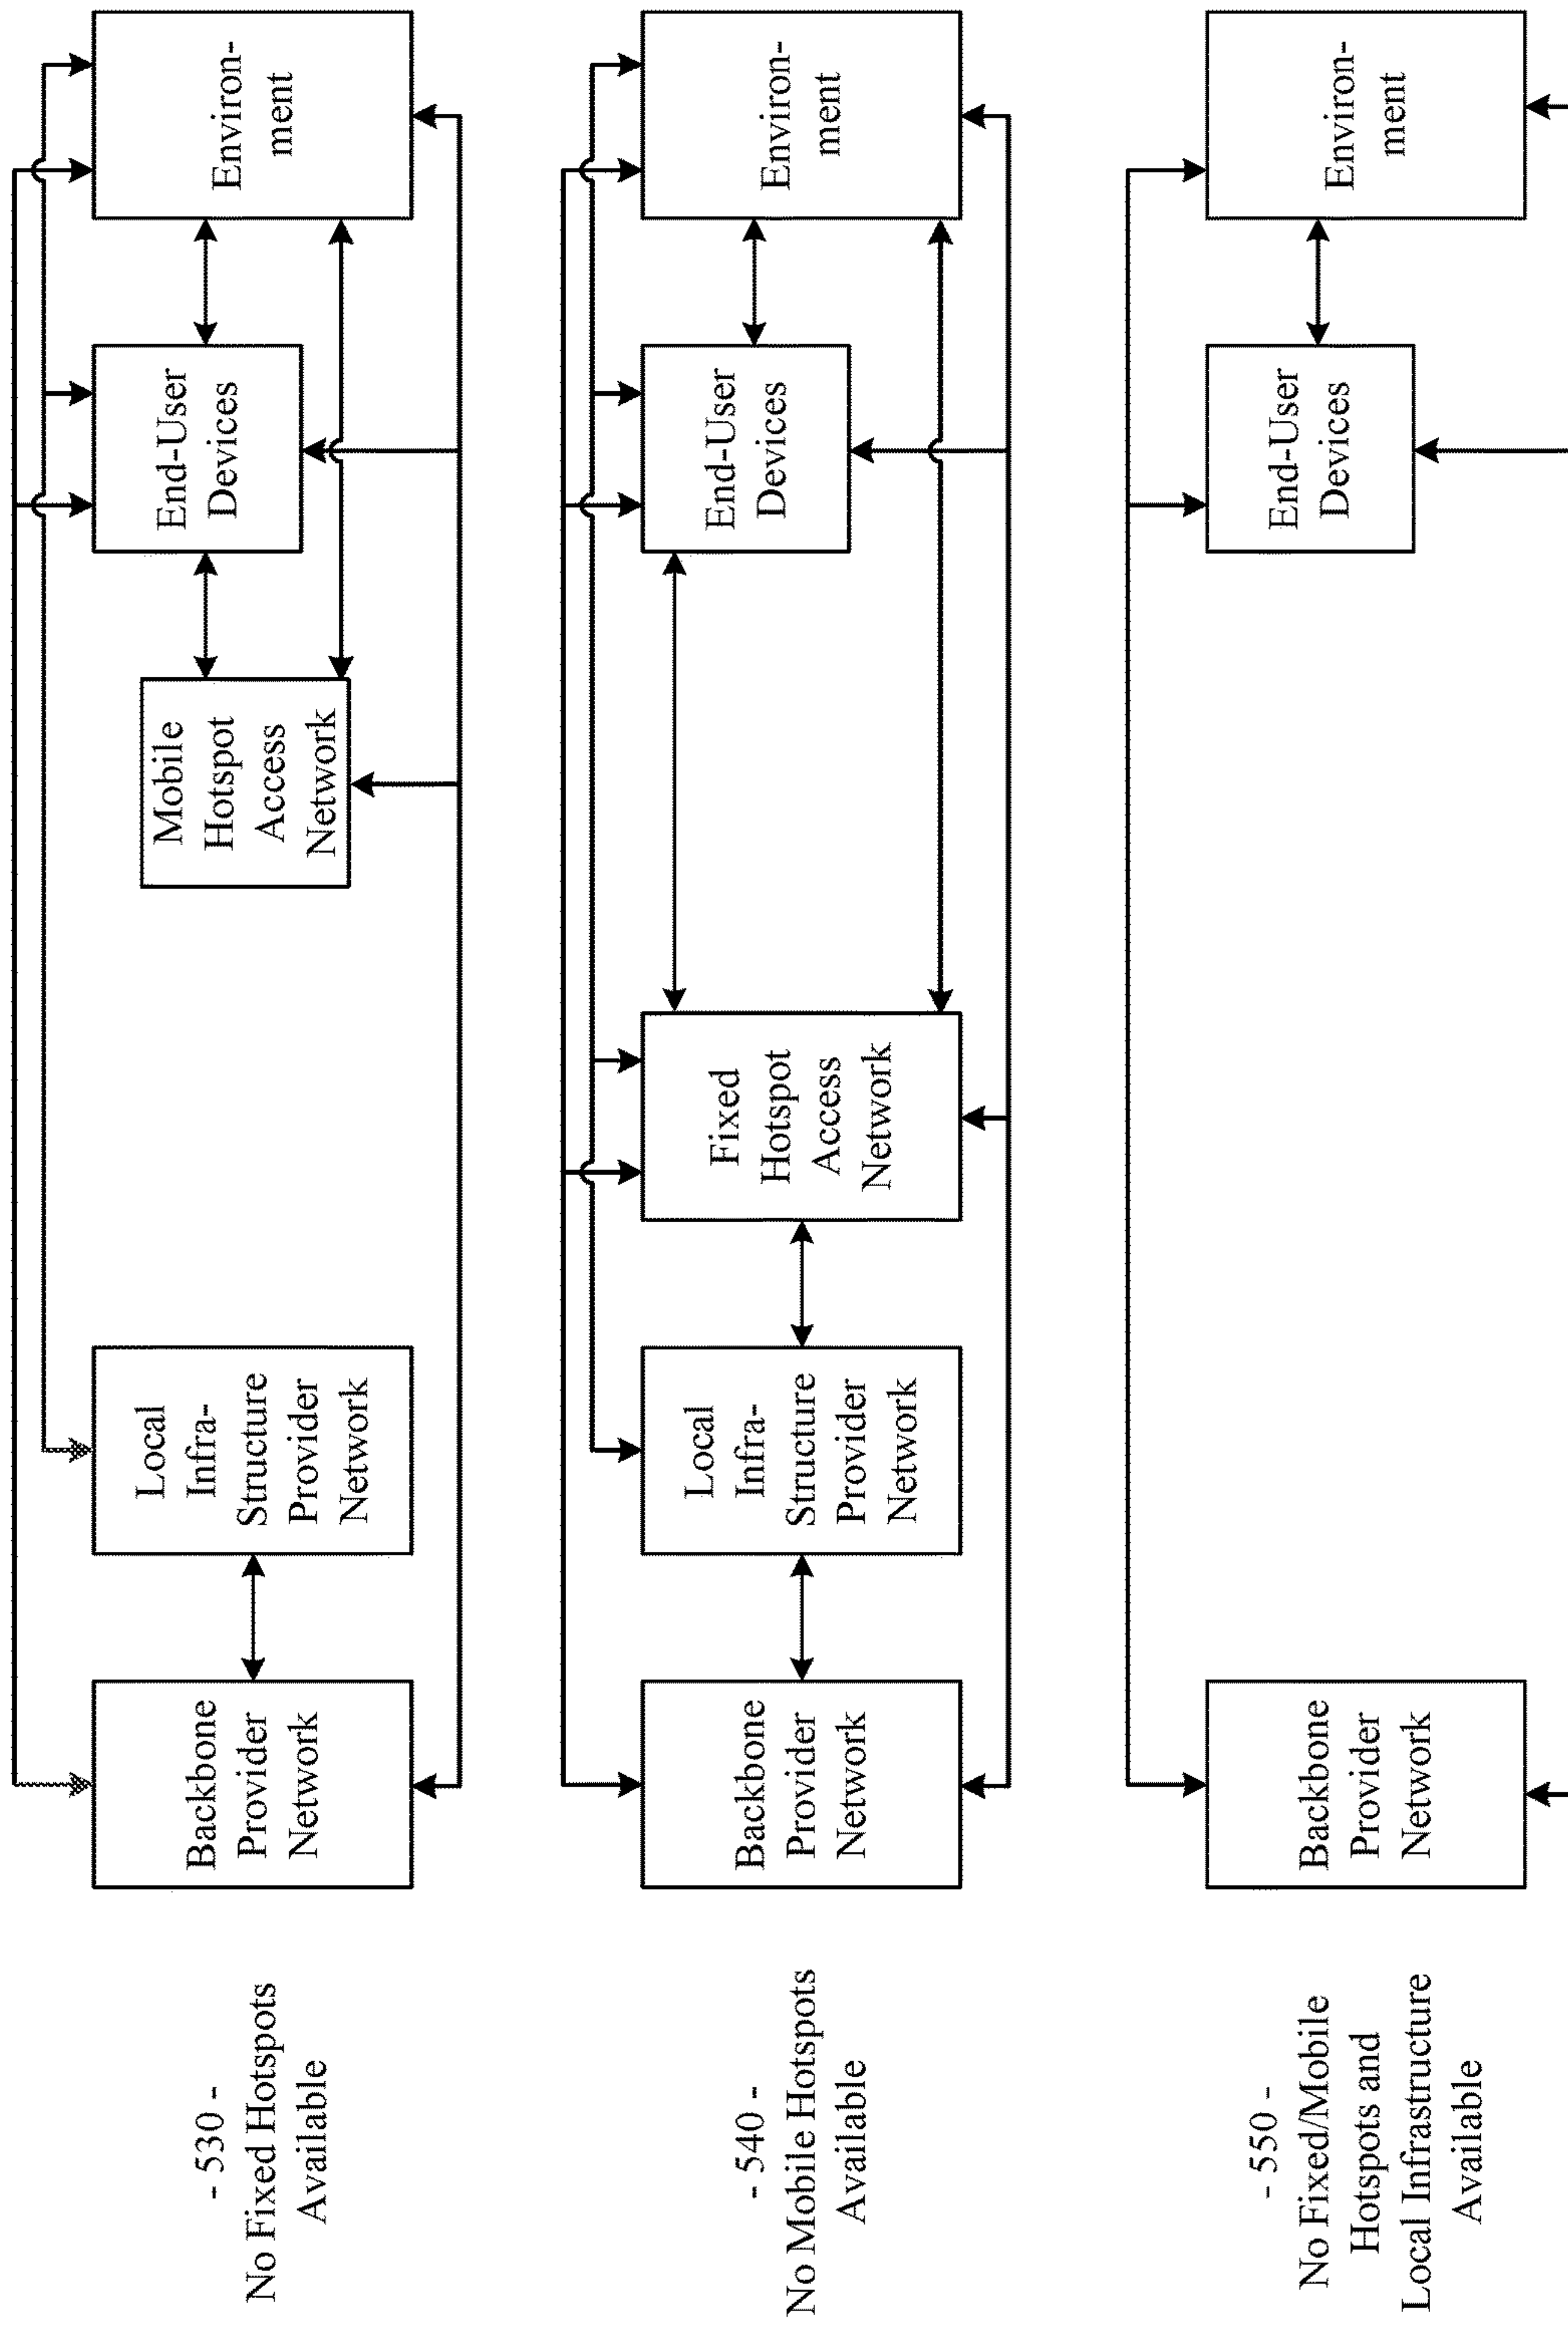 - 530 -
No Fixed Hotspots
Available
Backbone
Provider
Network
Local
Infra-
Structure
Provider
Network
Mobile
Hotspot
Access
Network
End-User
Devices
Environ-
ment
- 540 -
No Mobile Hotspots
Available
Backbone
Provider
Network
Local
Infra-
Structure
Provider
Network
Fixed
Hotspot
Access
Network
End-User
Devices
Environ-
ment
- 550 -
No Fixed/Mobile
Hotspots and
Local Infrastructure
Available
Backbone
Provider
Network
End-User
Devices
Environ-
ment